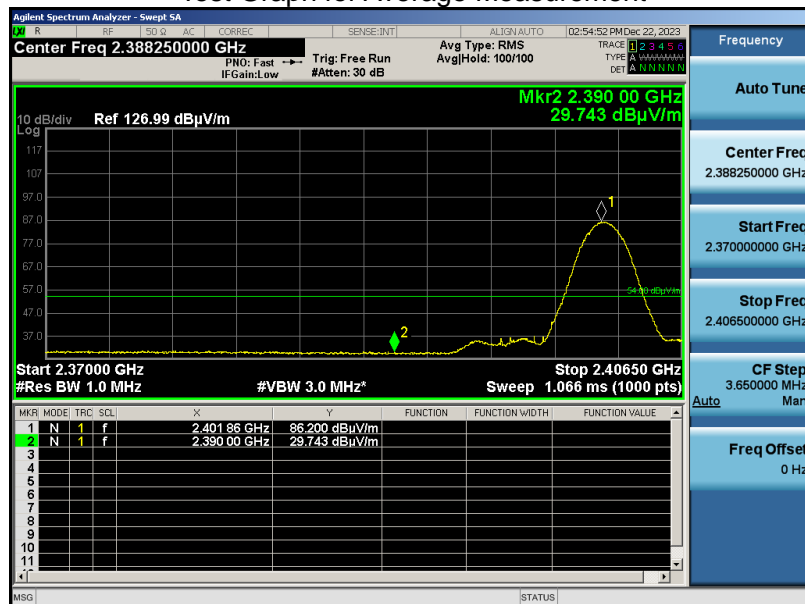 Test Graph for Average Measurement
Agilent Spectrum Analyzer - Swept SA
LXI R RF 50 Ω AC CORREC SENSE:INT ALIGN AUTO 02:54:52 PM Dec 22, 2023
Center Freq 2.388250000 GHz
PNO: Fast
IFGain:Low
Trig: Free Run
#Atten: 30 dB
Avg Type: RMS
Avg|Hold: 100/100
TRACE 1 2 3 4 5 6
TYPE A WWWWW
DET A N N N N N
Mkr2 2.390 00 GHz
29.743 dBµV/m
10 dB/div Ref 126.99 dBµV/m
Log
117
107
97.0
87.0
77.0
67.0
57.0
47.0
37.0
1
54.00 dBµV/m
2
Start 2.37000 GHz Stop 2.40650 GHz
#Res BW 1.0 MHz #VBW 3.0 MHz* Sweep 1.066 ms (1000 pts)
MKR MODE TRC SCL X Y FUNCTION FUNCTION WIDTH FUNCTION VALUE
1 N 1 f 2.401 86 GHz 86.200 dBµV/m
2 N 1 f 2.390 00 GHz 29.743 dBµV/m
3
4
5
6
7
8
9
10
11
MSG STATUS
Frequency
Auto Tune
Center Freq
2.388250000 GHz
Start Freq
2.370000000 GHz
Stop Freq
2.406500000 GHz
CF Step
3.650000 MHz
Auto Man
Freq Offset
0 Hz